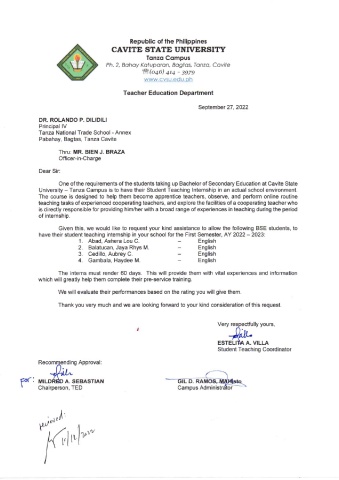 Republic of the Philippines
CAVITE STATE UNIVERSITY
Tanza Campus
Ph. 2, Bahay Katuparan, Bagtas, Tanza, Cavite
(046) 414 - 3979
www.cvsu.edu.ph
Teacher Education Department
September 27, 2022
DR. ROLANDO P. DILIDILI
Principal IV
Tanza National Trade School - Annex
Pabahay, Bagtas, Tanza Cavite
Thru: MR. BIEN J. BRAZA
Officer-in-Charge
Dear Sir:
One of the requirements of the students taking up Bachelor of Secondary Education at Cavite State
University – Tanza Campus is to have their Student Teaching Internship in an actual school environment.
The course is designed to help them become apprentice teachers, observe, and perform online routine
teaching tasks of experienced cooperating teachers, and explore the facilities of a cooperating teacher who
is directly responsible for providing him/her with a broad range of experiences in teaching during the period
of internship.
Given this, we would like to request your kind assistance to allow the following BSE students, to
have their student teaching internship in your school for the First Semester, AY 2022 – 2023:
1. Abad, Ashera Lou C. – English
2. Balatucan, Jaya Rhys M. – English
3. Cedillo, Aubrey C. – English
4. Gambala, Haydee M. – English
The interns must render 60 days. This will provide them with vital experiences and information
which will greatly help them complete their pre-service training.
We will evaluate their performances based on the rating you will give them.
Thank you very much and we are looking forward to your kind consideration of this request.
Very respectfully yours,
ESTELITA A. VILLA
Student Teaching Coordinator
Recommending Approval:
for: MILDRED A. SEBASTIAN
Chairperson, TED
GIL D. RAMOS, MAEd
Campus Administrator
received:
10/12/2022